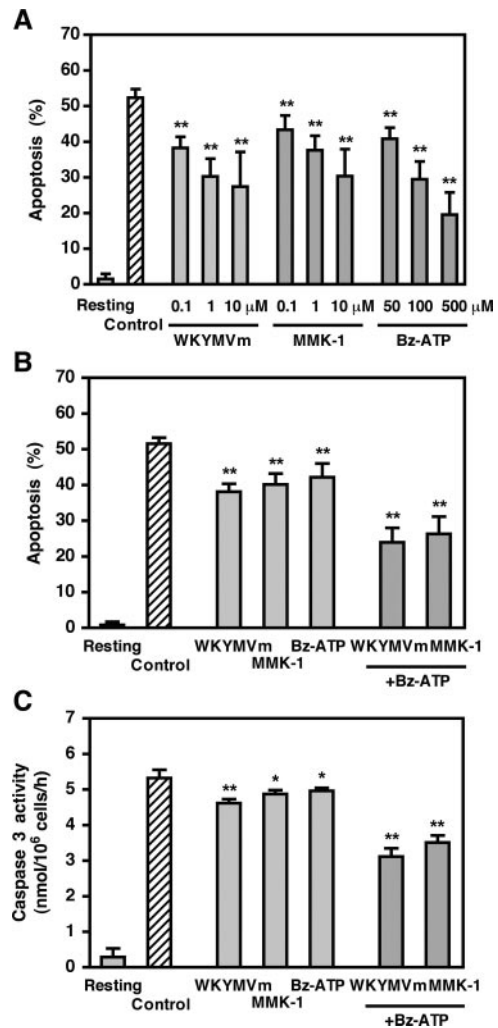 A
Apoptosis (%)
70
60
50
40
30
20
10
0
** ** ** ** ** ** ** ** **
Resting
Control
0.1 1 10 μM 0.1 1 10 μM 50 100 500 μM
WKYMVm MMK-1 Bz-ATP
B
Apoptosis (%)
70
60
50
40
30
20
10
0
** ** ** ** **
Resting WKYMVm Bz-ATP WKYMVm MMK-1
Control MMK-1
+Bz-ATP
C
Caspase 3 activity
(nmol/10⁶ cells/h)
7
6
5
4
3
2
1
0
** * * ** **
Resting WKYMVm Bz-ATP WKYMVm MMK-1
Control MMK-1
+Bz-ATP